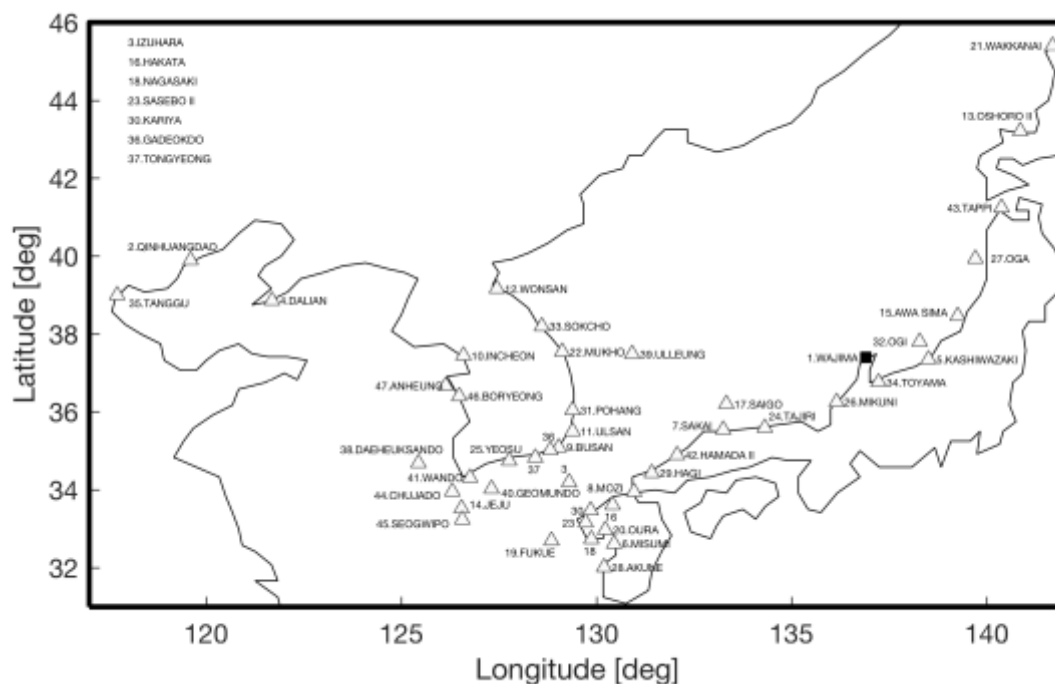 46
3.IZUHARA
21.WAKKANAI
16.HAKATA
18.NAGASAKI
44
23.SASEBO II
13.OSHORO II
30.KARIYA
36.GADEOKDO
37.TONGYEONG
42
43.TAPPI
2.QINHUANGDAO
40
27.OGA
12.WONSAN
35.TANGGU
4.DALIAN
15.AWA SIMA
33.SOKCHO
38
32.OGI
22.MUKHO
39.ULLEUNG
10.INCHEON
1.WAJIMA
5.KASHIWAZAKI
47.ANHEUNG
34.TOYAMA
46.BORYEONG
17.SAIGO
26.MIKUNI
36
31.POHANG
24.TAJIRI
7.SAKAI
11.ULSAN
36
9.BUSAN
38.DAEHEUKSANDO
25.YEOSU
42.HAMADA II
37
3
29.HAGI
41.WANDO
8.MOZI
34
44.CHUJADO
40.GEOMUNDO
14.JEJU
30
16
45.SEOGWIPO
23
20.OURA
19.FUKUE
18
6.MISUMI
32
28.AKUNE
120
125
130
135
140
Latitude [deg]
Longitude [deg]